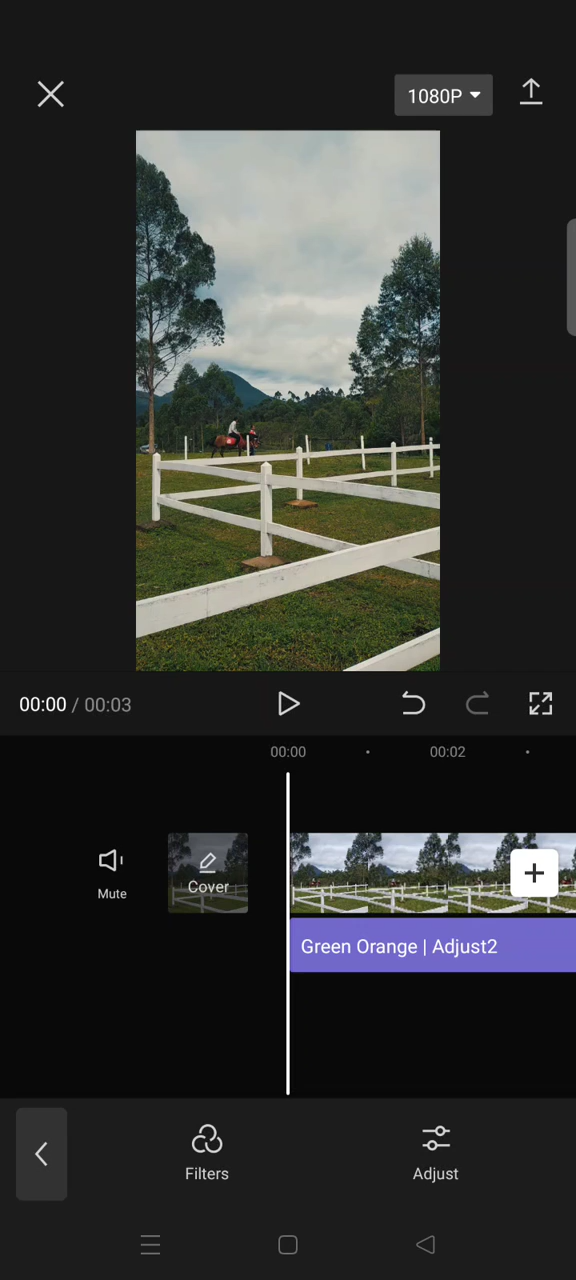 1080P
00:00 / 00:03
00:00
00:02
Mute
Cover
Green Orange | Adjust2
Filters
Adjust